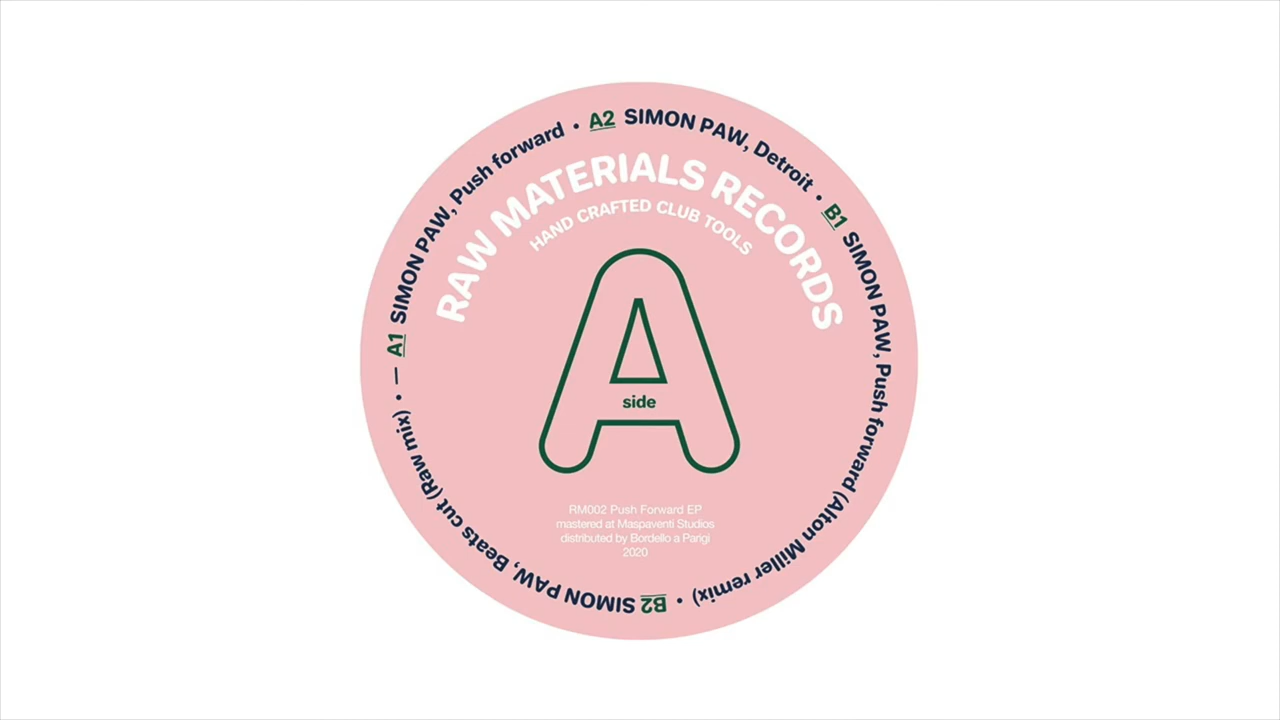 — A1 SIMON PAW, Push forward • A2 SIMON PAW, Detroit • B1 SIMON PAW, Push forward (Alton Miller remix) • B2 SIMON PAW, Beats cut (Raw mix) •
RAW MATERIALS RECORDS
HAND CRAFTED CLUB TOOLS
A
side
RM002 Push Forward EP
mastered at Maspaventi Studios
distributed by Bordello a Parigi
2020